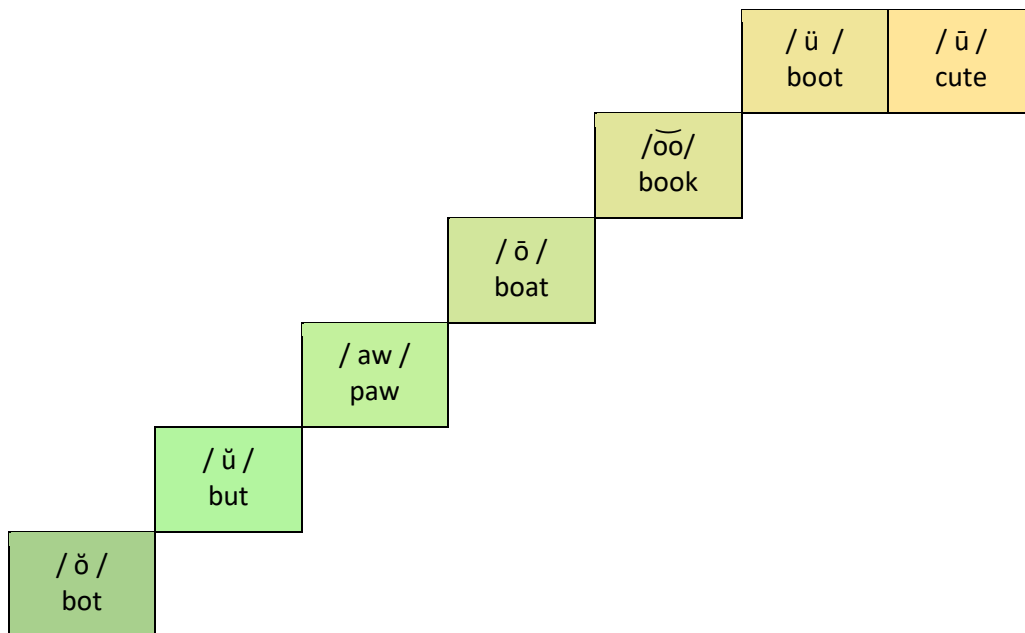 / ü /
boot
/ ū /
cute
/o͝o/
book
/ ō /
boat
/ aw /
paw
/ ŭ /
but
/ ŏ /
bot